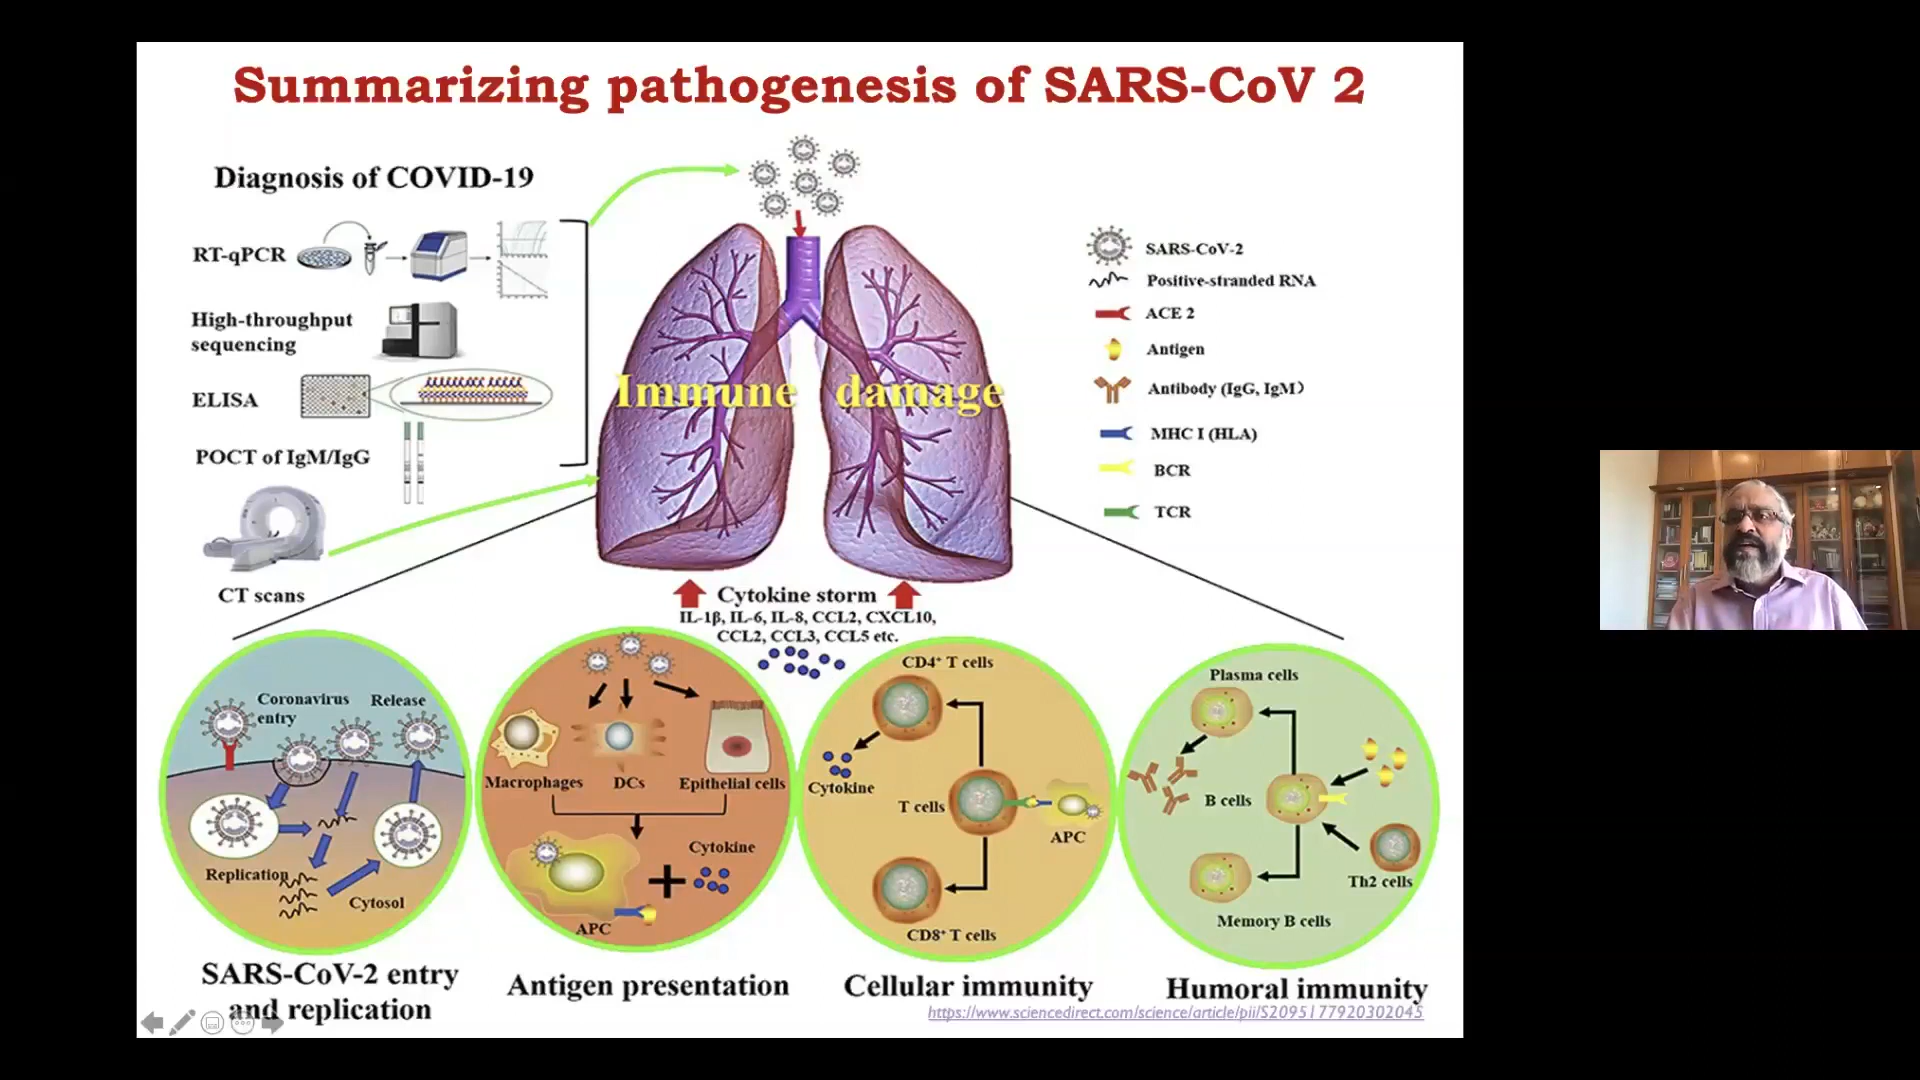 Summarizing pathogenesis of SARS-CoV 2
Diagnosis of COVID-19
RT-qPCR
High-throughput
sequencing
ELISA
POCT of IgM/IgG
CT scans
Immune damage
SARS-CoV-2
Positive-stranded RNA
ACE 2
Antigen
Antibody (IgG, IgM)
MHC I (HLA)
BCR
TCR
Cytokine storm
IL-1β, IL-6, IL-8, CCL2, CXCL10,
CCL2, CCL3, CCL5 etc.
Coronavirus
entry
Release
Replication
Cytosol
SARS-CoV-2 entry
and replication
Macrophages
DCs
Epithelial cells
Cytokine
APC
Antigen presentation
CD4⁺ T cells
Cytokine
T cells
APC
CD8⁺ T cells
Cellular immunity
Plasma cells
B cells
Th2 cells
Memory B cells
Humoral immunity
https://www.sciencedirect.com/science/article/pii/S2095177920302045